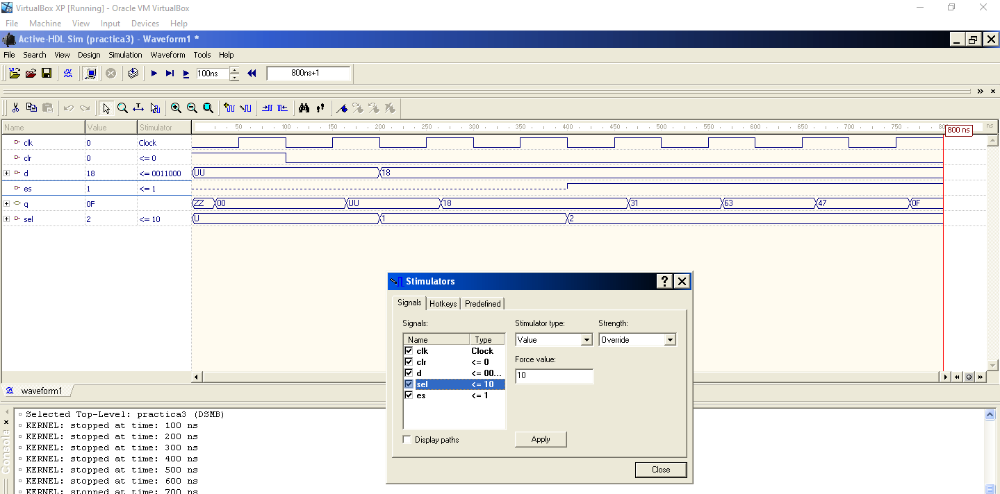 VirtualBox XP [Running] - Oracle VM VirtualBox
File Machine View Input Devices Help
Active-HDL Sim (practica3) - Waveform1 *
File Search View Design Simulation Waveform Tools Help
100ns 800ns+1
Name Value Stimulator 50 100 150 200 250 300 350 400 450 500 550 600 650 700 750 ns
800 ns
clk 0 Clock
clr 0 <= 0
d 18 <= 0011000 UU 18
es 1 <= 1
q 0F ZZ 00 UU 18 31 63 47 0F
sel 2 <= 10 U 1 2
Stimulators
Signals Hotkeys Predefined
Signals: Stimulator type: Strength:
Name Type Value Override
clk Clock
clr <= 0 Force value:
d <= 00...
10
sel <= 10
es <= 1
Display paths Apply
Close
waveform1
Consola
Selected Top-Level: practica3 (DSMB)
KERNEL: stopped at time: 100 ns
KERNEL: stopped at time: 200 ns
KERNEL: stopped at time: 300 ns
KERNEL: stopped at time: 400 ns
KERNEL: stopped at time: 500 ns
KERNEL: stopped at time: 600 ns
KERNEL: stopped at time: 700 ns